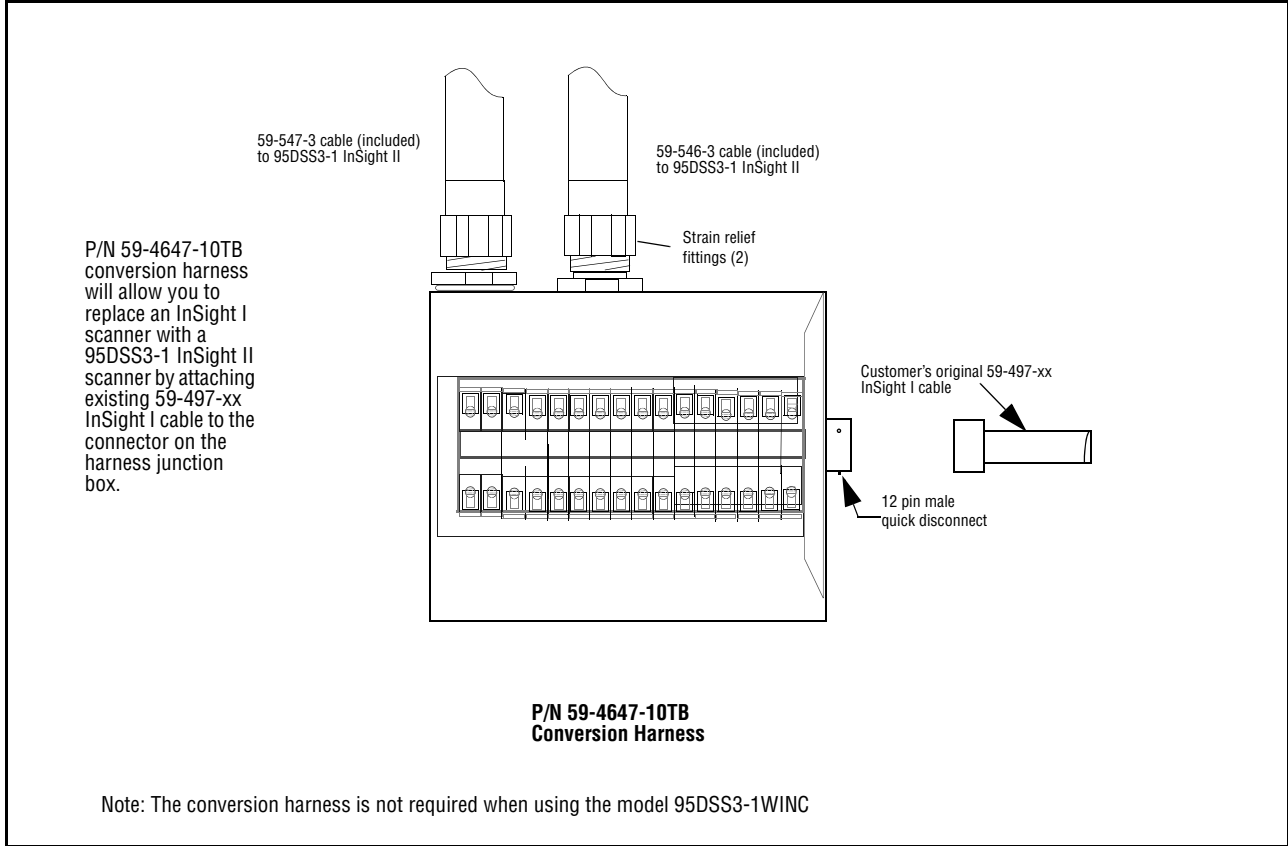 59-547-3 cable (included)
to 95DSS3-1 InSight II
59-546-3 cable (included)
to 95DSS3-1 InSight II
Strain relief
fittings (2)
P/N 59-4647-10TB
conversion harness
will allow you to
replace an InSight I
scanner with a
95DSS3-1 InSight II
scanner by attaching
existing 59-497-xx
InSight I cable to the
connector on the
harness junction
box.
Customer's original 59-497-xx
InSight I cable
12 pin male
quick disconnect
P/N 59-4647-10TB
Conversion Harness
Note: The conversion harness is not required when using the model 95DSS3-1WINC